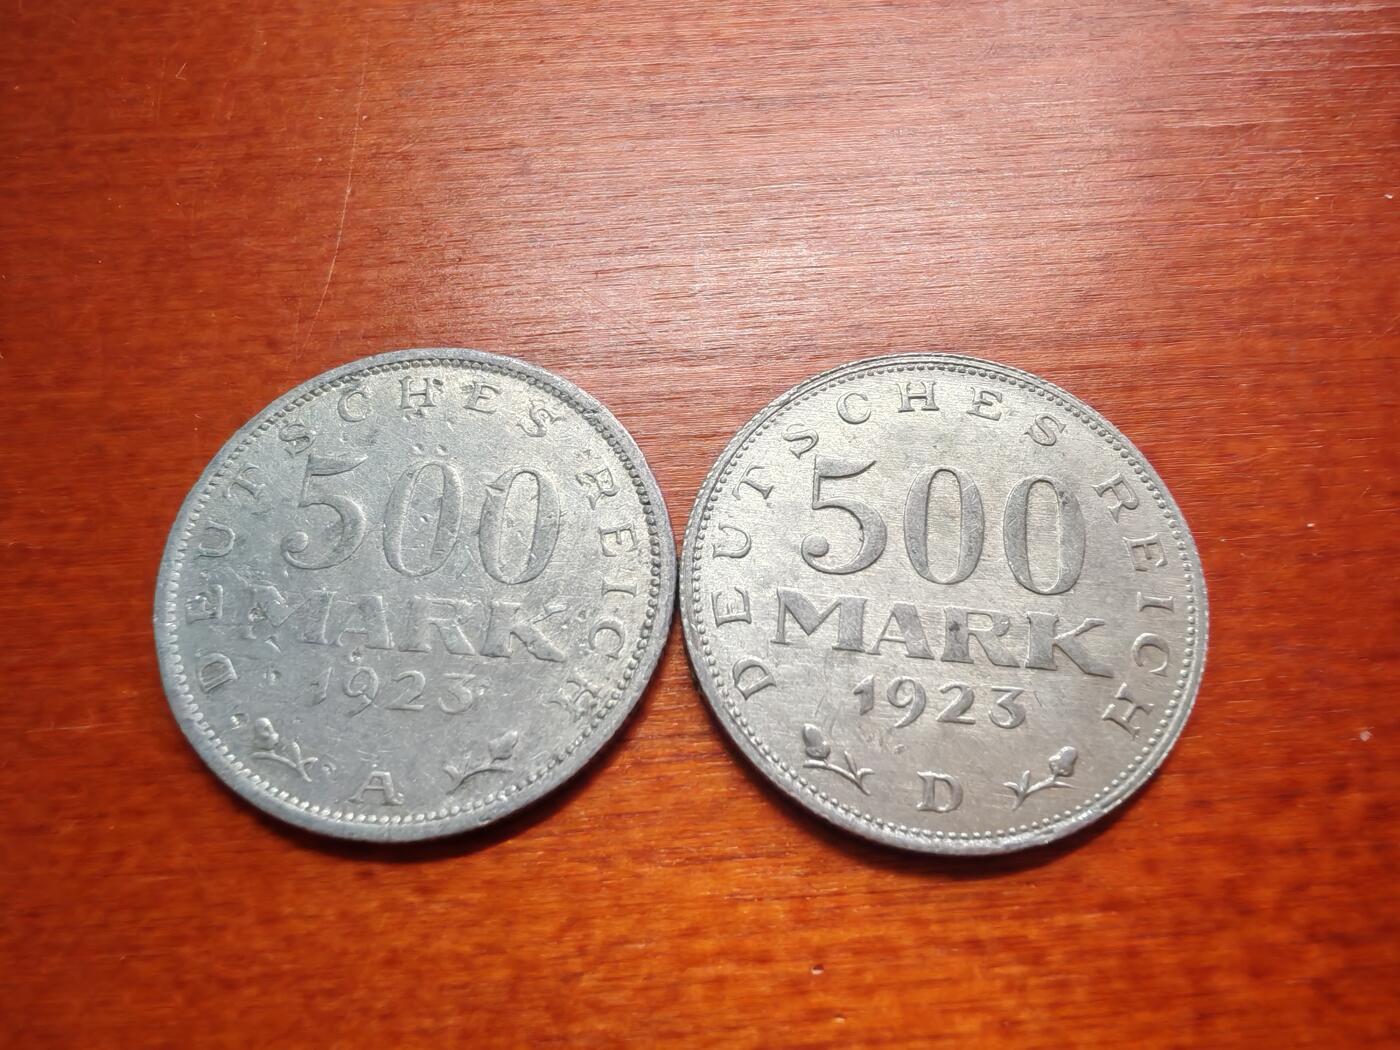 DEUTSCHES REICH
500
MARK
1923
A
DEUTSCHES REICH
500
MARK
1923
D